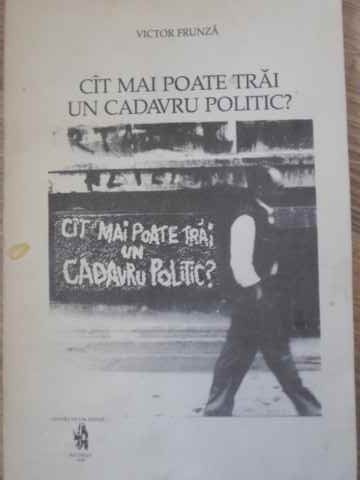 VICTOR FRUNZĂ
CÎT MAI POATE TRĂI
UN CADAVRU POLITIC?
CÎT MAI POATE TRĂI
UN
CADAVRU POLITIC?